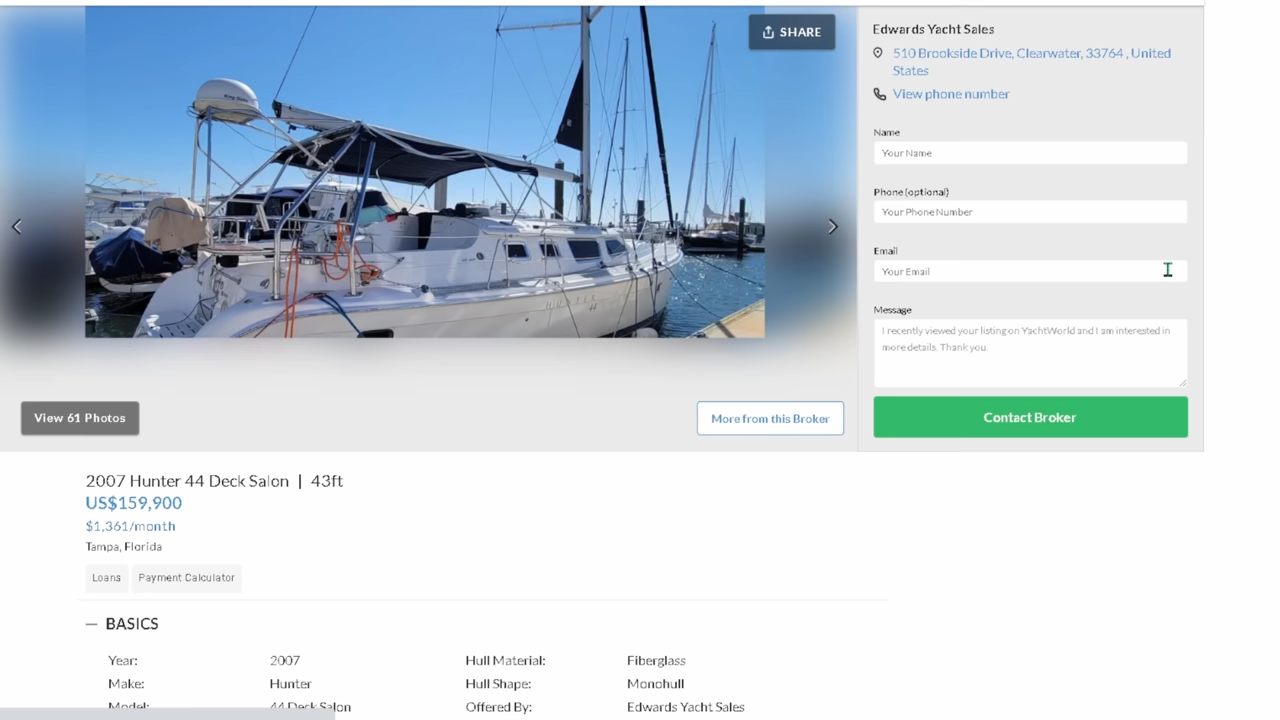 SHARE
Edwards Yacht Sales
510 Brookside Drive, Clearwater, 33764 , United
States
View phone number
Name
Your Name
Phone (optional)
Your Phone Number
Email
Your Email
Message
I recently viewed your listing on YachtWorld and I am interested in
more details. Thank you.
Contact Broker
View 61 Photos
More from this Broker
2007 Hunter 44 Deck Salon | 43ft
US$159,900
$1,361/month
Tampa, Florida
Loans
Payment Calculator
— BASICS
Year: 2007 Hull Material: Fiberglass
Make: Hunter Hull Shape: Monohull
Model: 44 Deck Salon Offered By: Edwards Yacht Sales